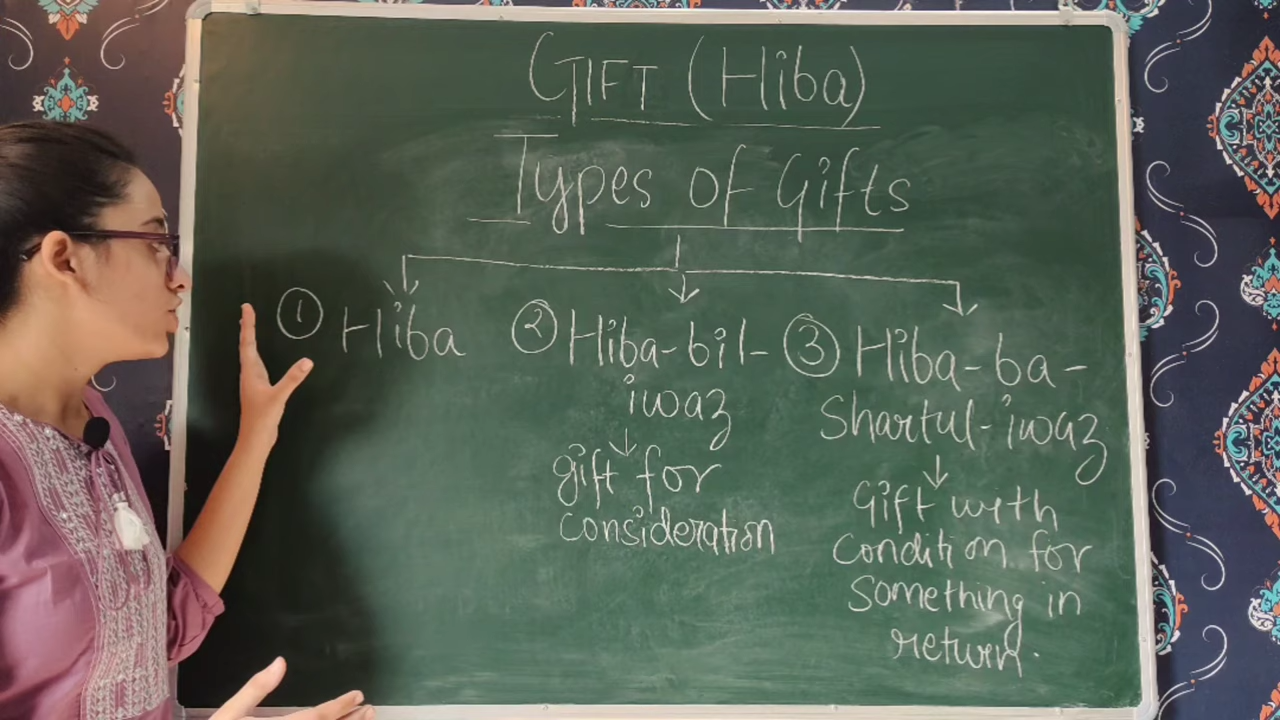 GIFT (Hiba)
Types of Gifts
① Hiba
② Hiba-bil-
iwaz
gift for
consideration
③ Hiba-ba-
Shartul-iwaz
Gift with
condition for
something in
return.